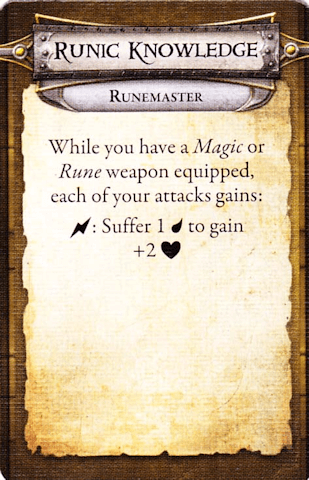 Runic Knowledge
Runemaster
While you have a Magic or
Rune weapon equipped,
each of your attacks gains:
: Suffer 1 to gain
+2